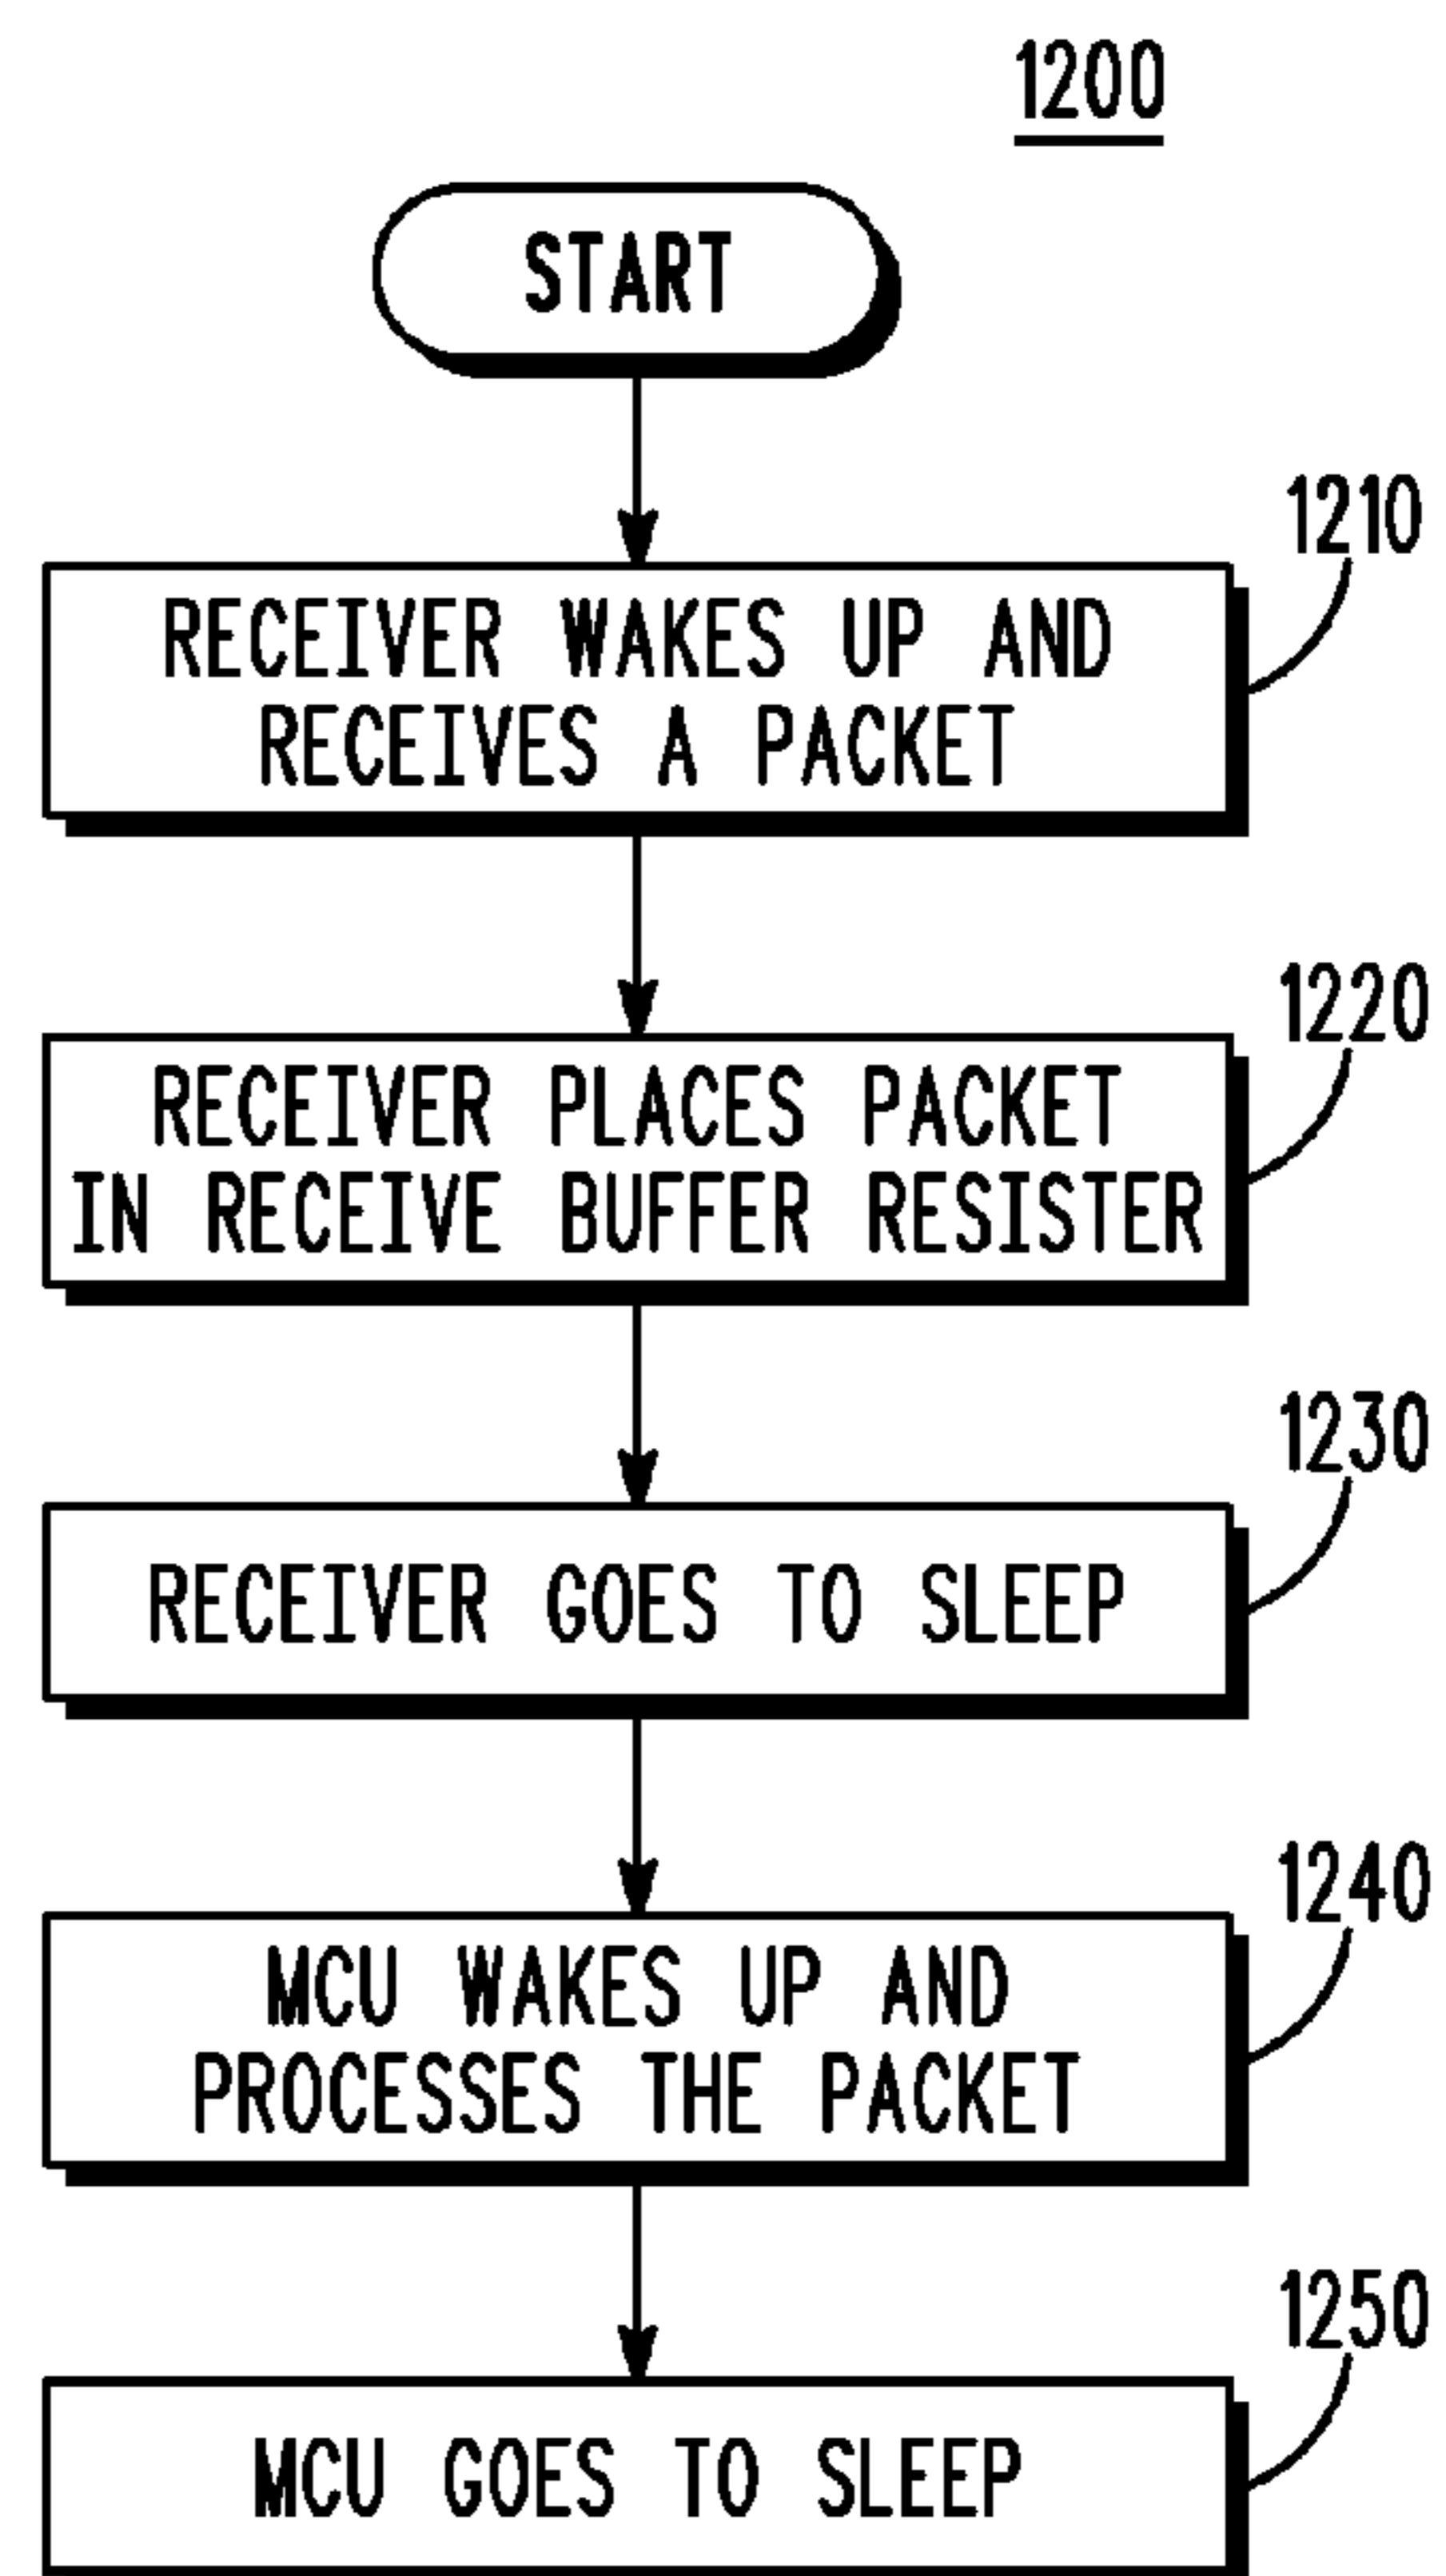 1200
START
1210
RECEIVER WAKES UP AND
RECEIVES A PACKET
1220
RECEIVER PLACES PACKET
IN RECEIVE BUFFER RESISTER
1230
RECEIVER GOES TO SLEEP
1240
MCU WAKES UP AND
PROCESSES THE PACKET
1250
MCU GOES TO SLEEP